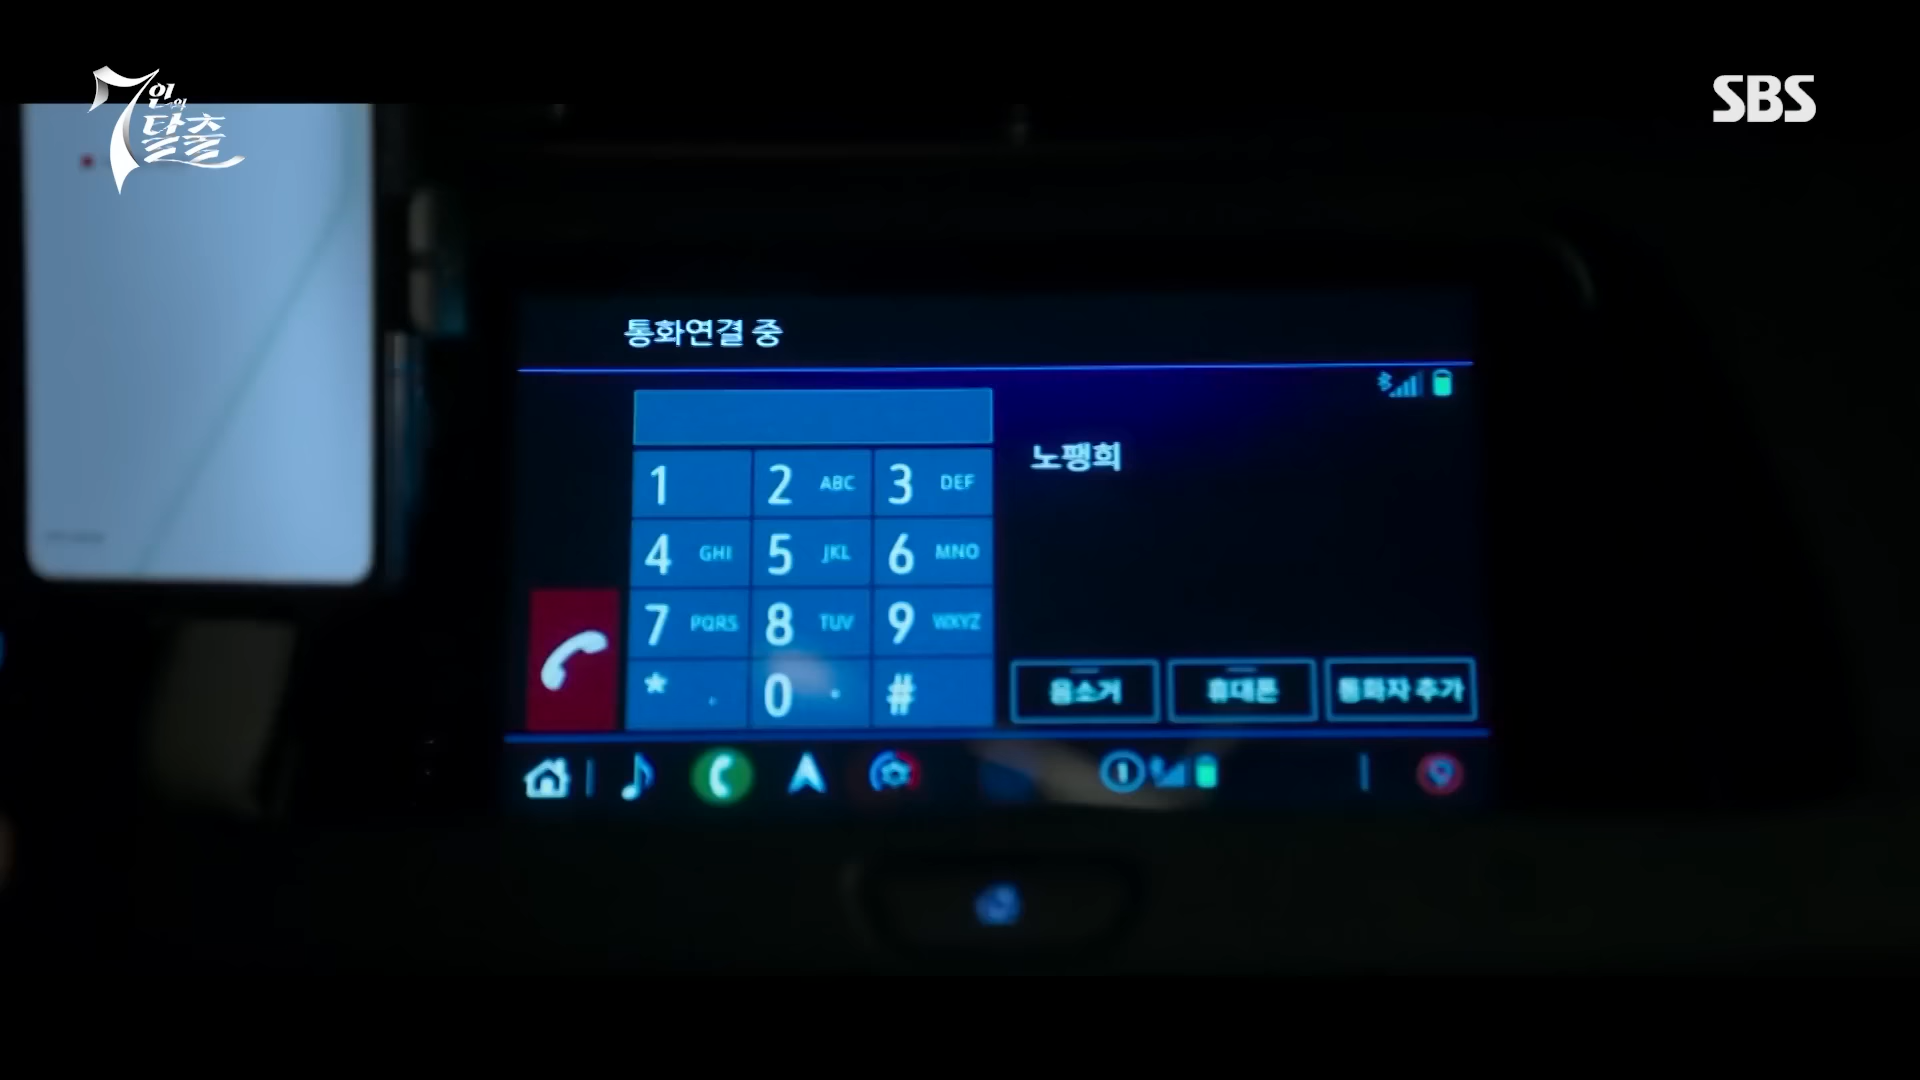 7인의
탈출
SBS
통화연결 중
노팽희
1
2 ABC
3 DEF
4 GHI
5 JKL
6 MNO
7 PQRS
8 TUV
9 WXYZ
*
0
#
음소거
휴대폰
통화자 추가